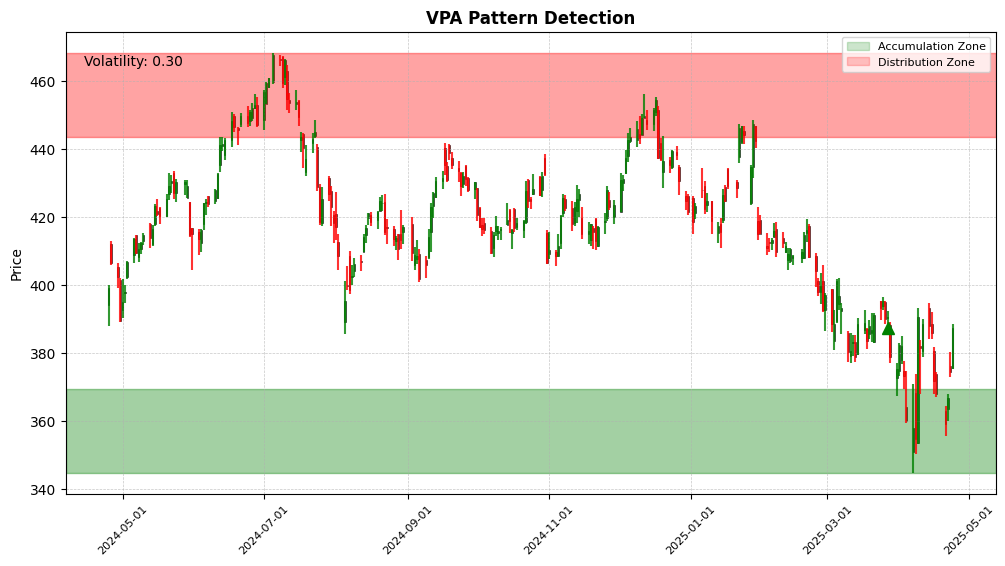 VPA Pattern Detection
Volatility: 0.30
Accumulation Zone
Distribution Zone
Price
460
440
420
400
380
360
340
2024-05-01
2024-07-01
2024-09-01
2024-11-01
2025-01-01
2025-03-01
2025-05-01